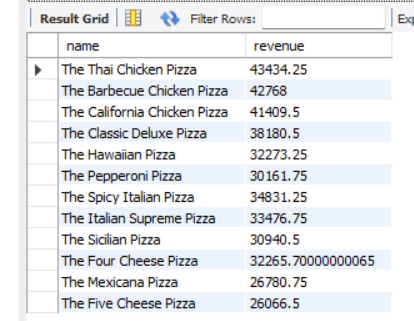 Result Grid Filter Rows: Exp
name revenue
The Thai Chicken Pizza 43434.25
The Barbecue Chicken Pizza 42768
The California Chicken Pizza 41409.5
The Classic Deluxe Pizza 38180.5
The Hawaiian Pizza 32273.25
The Pepperoni Pizza 30161.75
The Spicy Italian Pizza 34831.25
The Italian Supreme Pizza 33476.75
The Sicilian Pizza 30940.5
The Four Cheese Pizza 32265.70000000065
The Mexicana Pizza 26780.75
The Five Cheese Pizza 26066.5